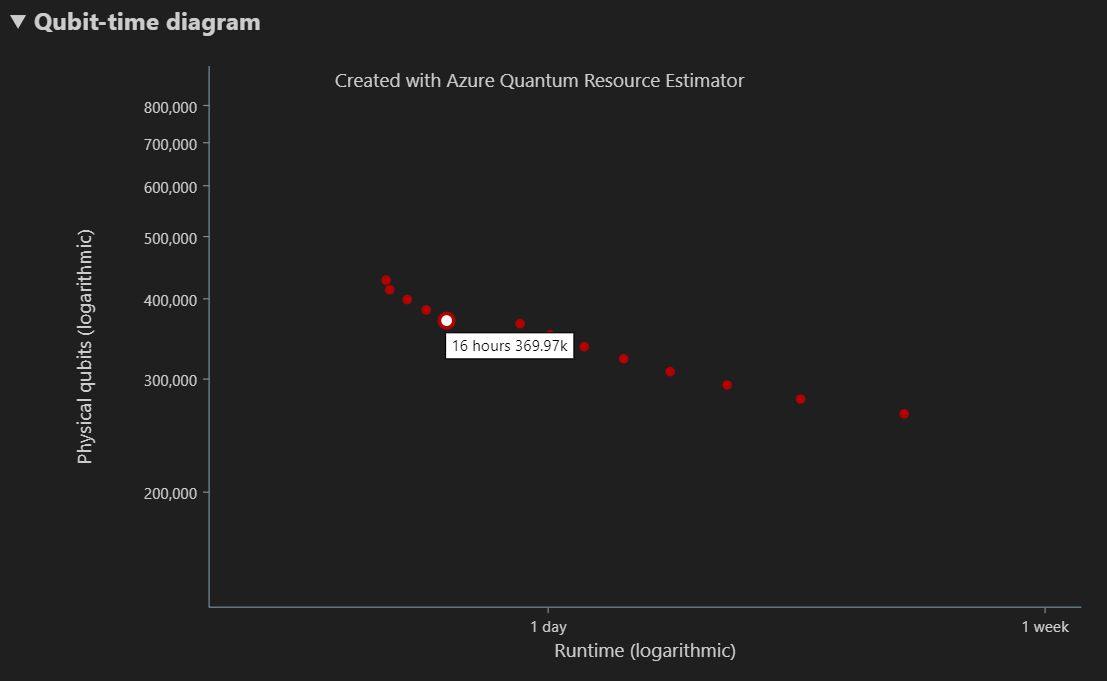 ▼ Qubit-time diagram
Created with Azure Quantum Resource Estimator
800,000
700,000
600,000
500,000
400,000
300,000
200,000
Physical qubits (logarithmic)
16 hours 369.97k
1 day
1 week
Runtime (logarithmic)